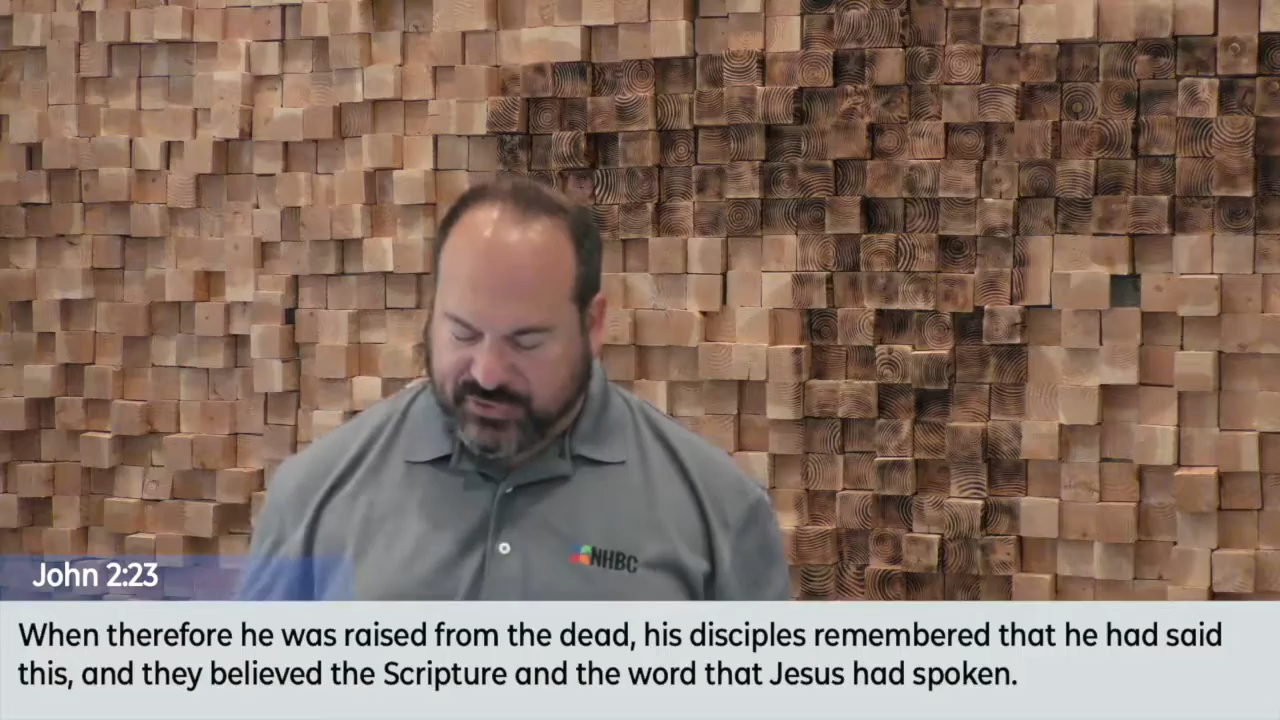 NHBC
John 2:23
When therefore he was raised from the dead, his disciples remembered that he had said
this, and they believed the Scripture and the word that Jesus had spoken.